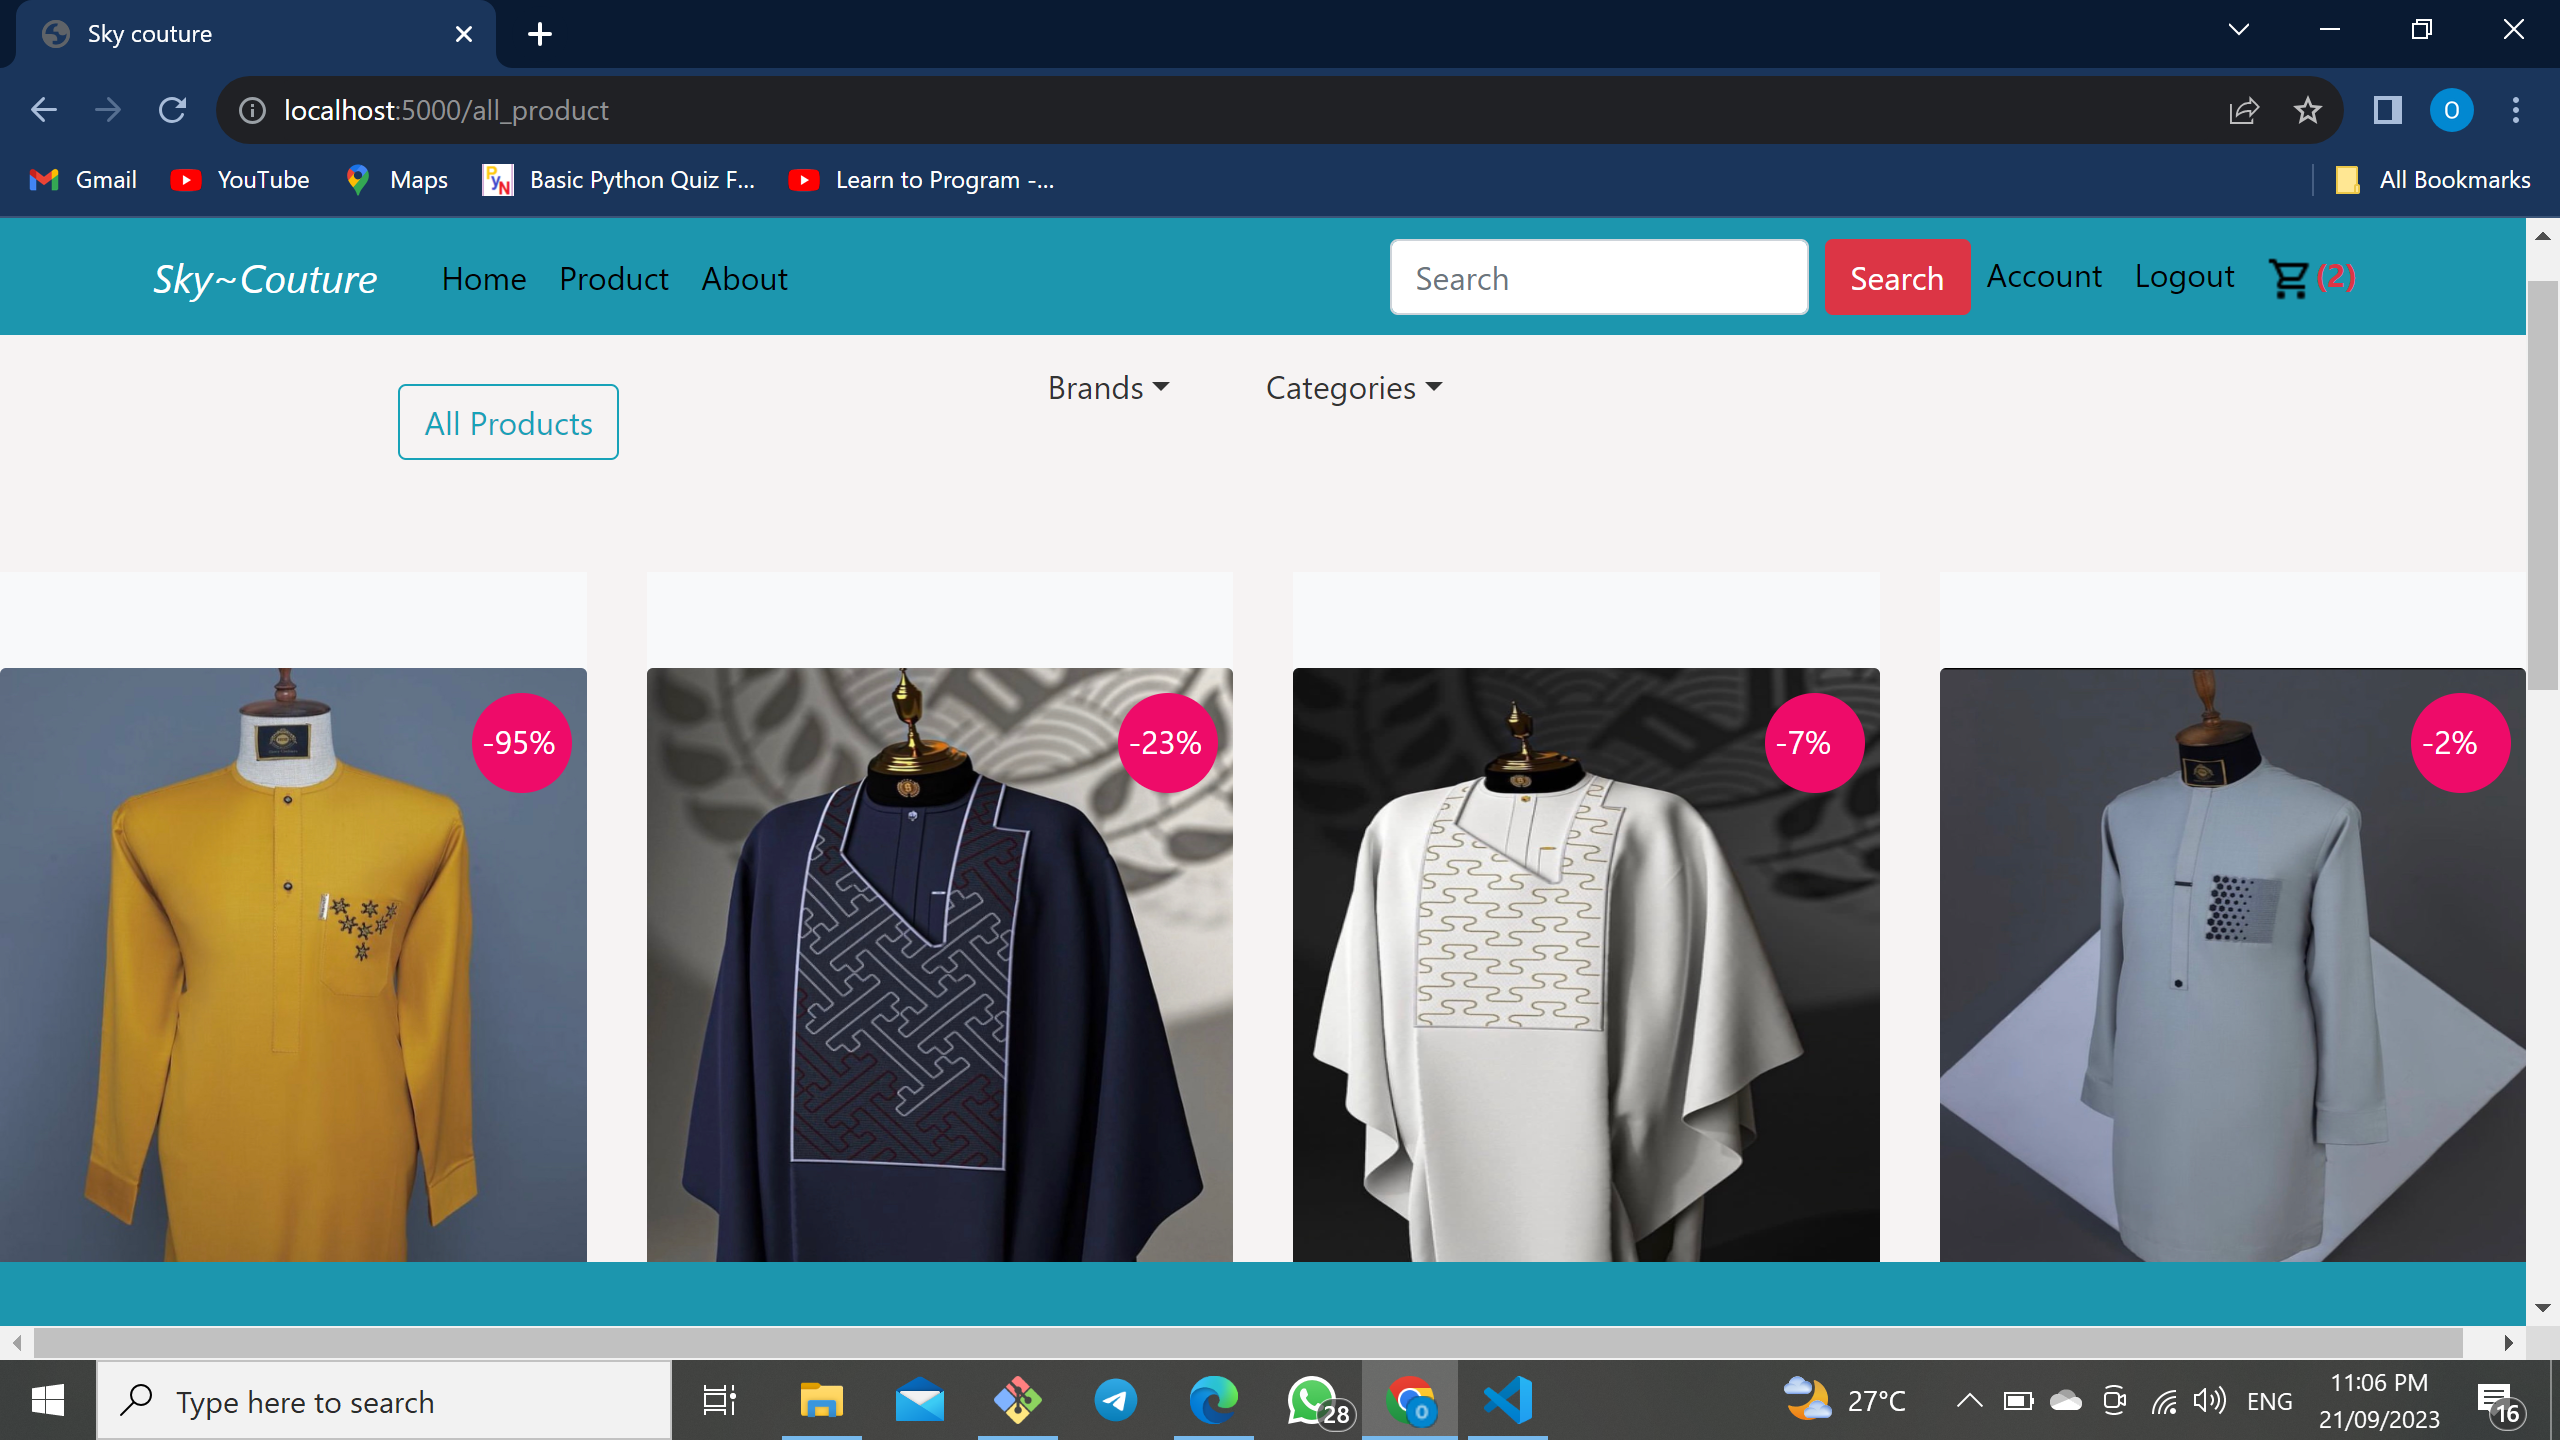 Sky couture
localhost:5000/all_product
O
Gmail
YouTube
Maps
Basic Python Quiz F...
Learn to Program -...
All Bookmarks
Sky~Couture
Home
Product
About
Search
Search
Account
Logout
(2)
All Products
Brands
Categories
-95%
-23%
-7%
-2%
Type here to search
28
O
27°C
ENG
11:06 PM
21/09/2023
16